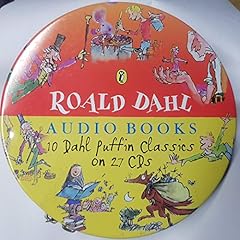 ROALD DAHL
AUDIO BOOKS
10 Dahl Puffin Classics
on 27 CDs